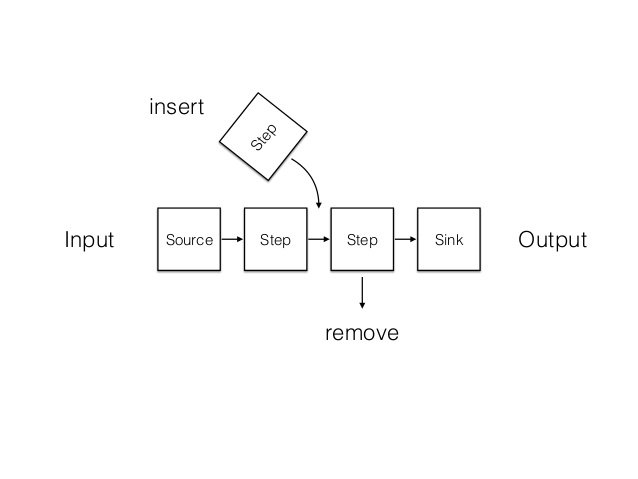 insert
Step
Input
Source
Step
Step
Sink
Output
remove